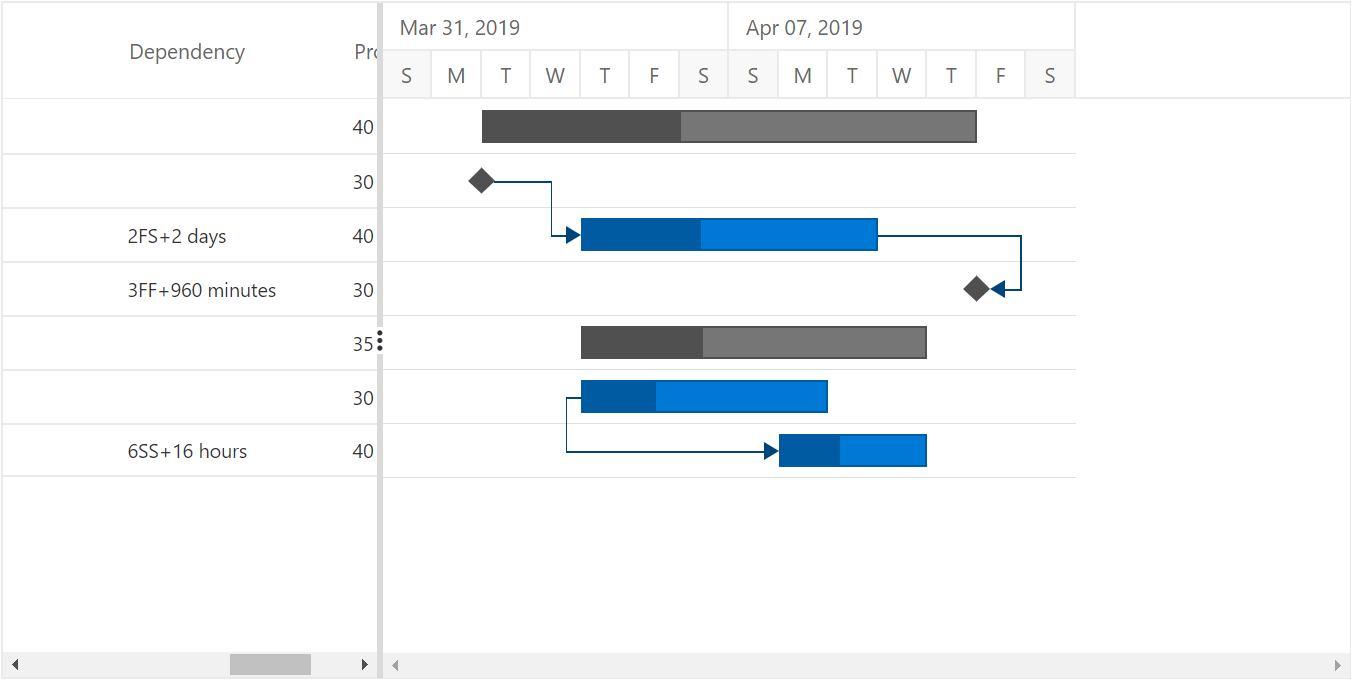 Dependency Pro
Mar 31, 2019 Apr 07, 2019
S M T W T F S S M T W T F S
40
30
2FS+2 days 40
3FF+960 minutes 30
35
30
6SS+16 hours 40